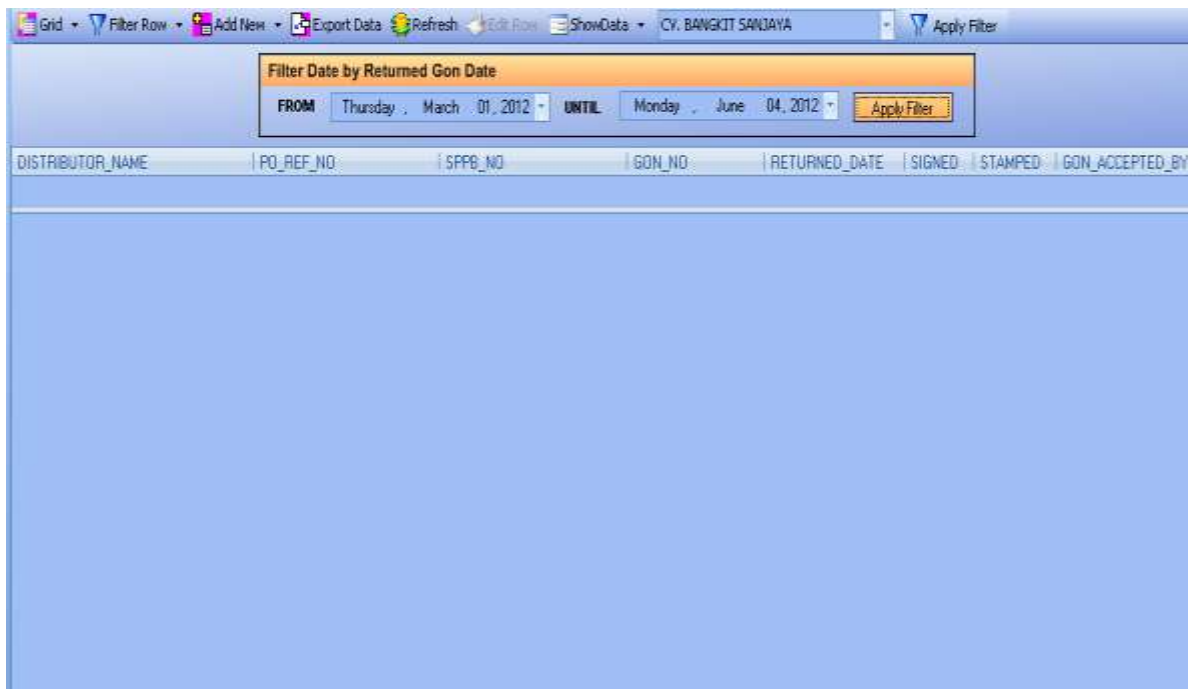 Grid Filter Row Add New Export Data Refresh Edit Row ShowData CV. BANGKIT SANJAYA Apply Filter
Filter Date by Returned Gon Date
FROM Thursday , March 01, 2012 UNTIL Monday , June 04, 2012 Apply Filter
DISTRIBUTOR_NAME PO_REF_NO SPPB_NO GON_NO RETURNED_DATE SIGNED STAMPED GON_ACCEPTED_BY